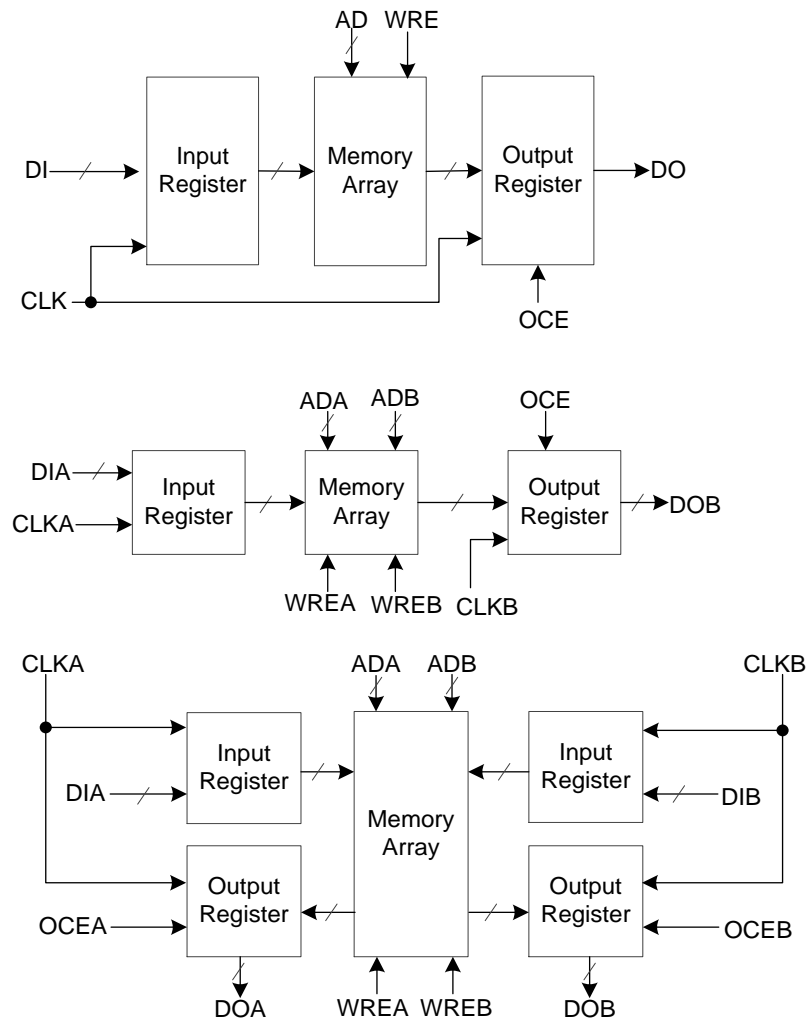 AD WRE
DI
Input
Register
Memory
Array
Output
Register
DO
CLK
OCE
ADA ADB
OCE
DIA
CLKA
Input
Register
Memory
Array
Output
Register
DOB
WREA WREB
CLKB
CLKA
ADA ADB
CLKB
Input
Register
Input
Register
DIA
DIB
Memory
Array
Output
Register
Output
Register
OCEA
OCEB
DOA
WREA WREB
DOB